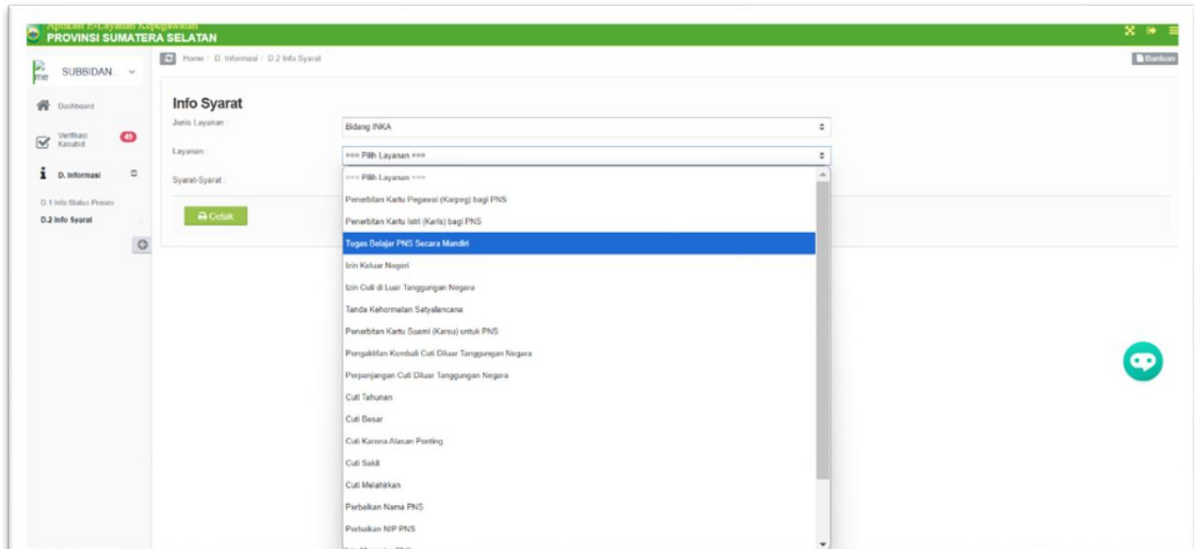 Aplikasi E-Layanan Kepegawaian
PROVINSI SUMATERA SELATAN
me
SUBBIDAN...
Home / D. Informasi / D.2 Info Syarat
Bantuan
Dashboard
Verifikasi
Kasubid
49
D. Informasi
D.1 Info Status Proses
D.2 Info Syarat
Info Syarat
Jenis Layanan :
Bidang INKA
Layanan :
=== Pilih Layanan ===
Syarat-Syarat :
Cetak
=== Pilih Layanan ===
Penerbitan Kartu Pegawai (Karpeg) bagi PNS
Penerbitan Kartu Istri (Karis) bagi PNS
Tugas Belajar PNS Secara Mandiri
Izin Keluar Negeri
Izin Cuti di Luar Tanggungan Negara
Tanda Kehormatan Satyalancana
Penerbitan Kartu Suami (Karsu) untuk PNS
Pengaktifan Kembali Cuti Diluar Tanggungan Negara
Perpanjangan Cuti Diluar Tanggungan Negara
Cuti Tahunan
Cuti Besar
Cuti Karena Alasan Penting
Cuti Sakit
Cuti Melahirkan
Perbaikan Nama PNS
Perbaikan NIP PNS